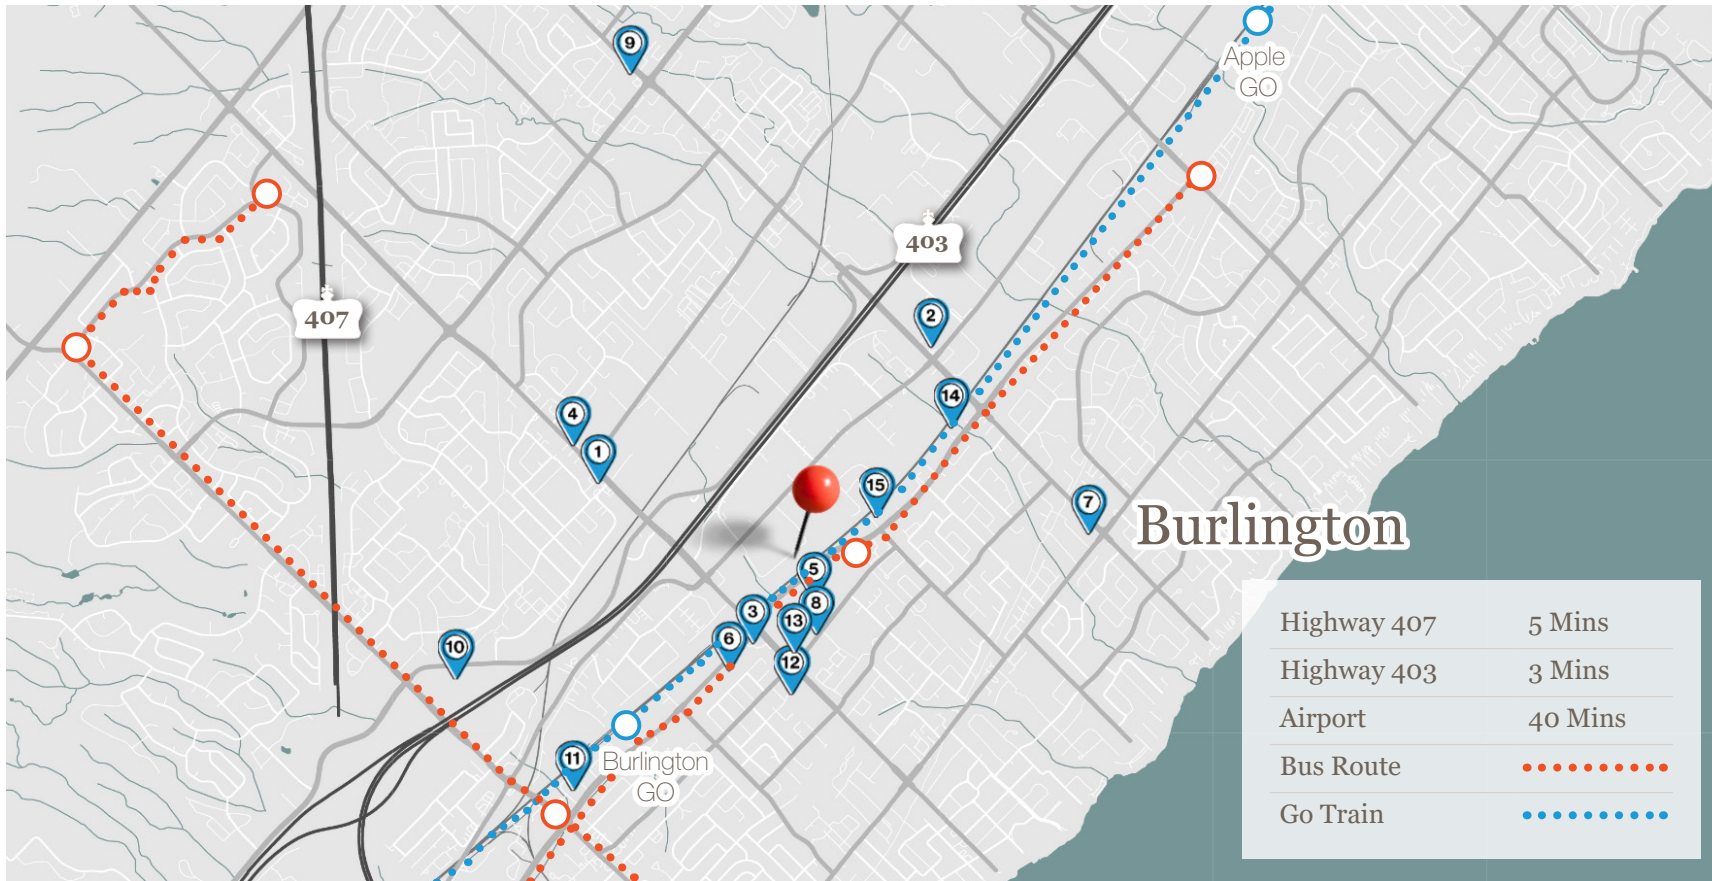 9
Apple
GO
403
407
2
14
4
1
15
7
Burlington
5
8
3
13
6
12
10
11
Burlington
GO
Highway 407 5 Mins
Highway 403 3 Mins
Airport 40 Mins
Bus Route
Go Train